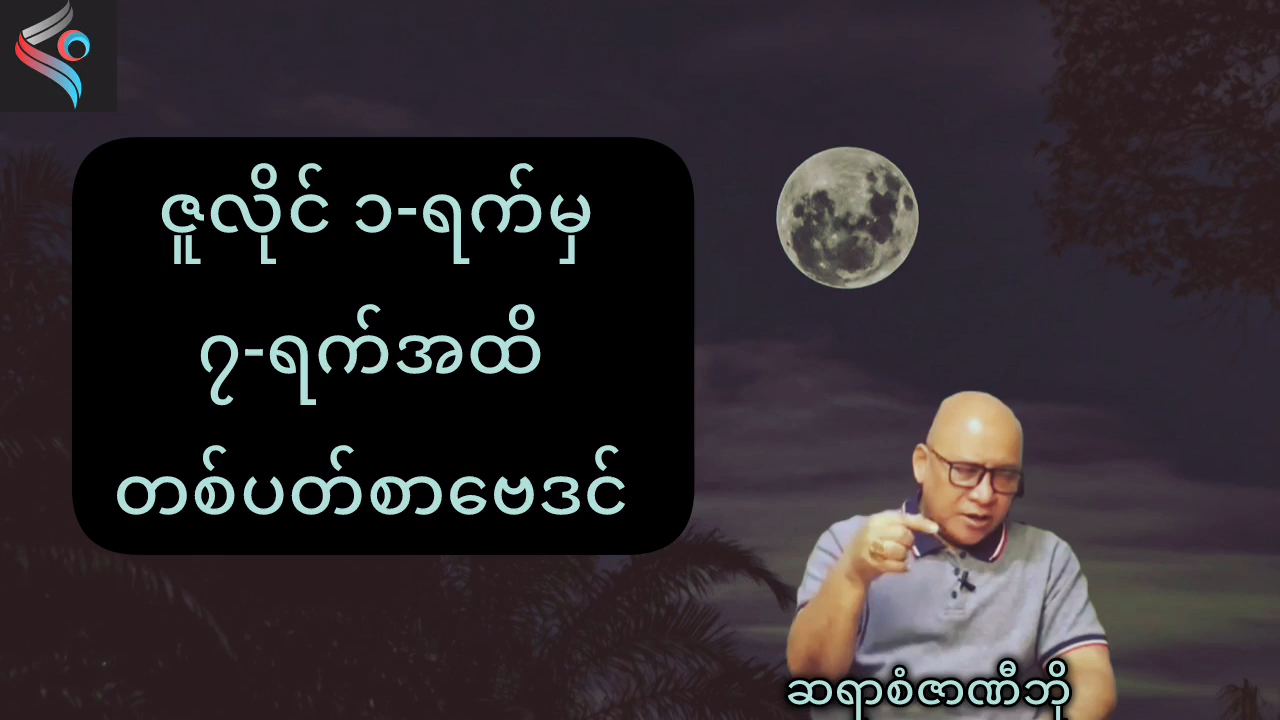 ဇူလိုင် ၁-ရက်မှ
၇-ရက်အထိ
တစ်ပတ်စာဗေဒင်
ဆရာစံဇာဏီဘို